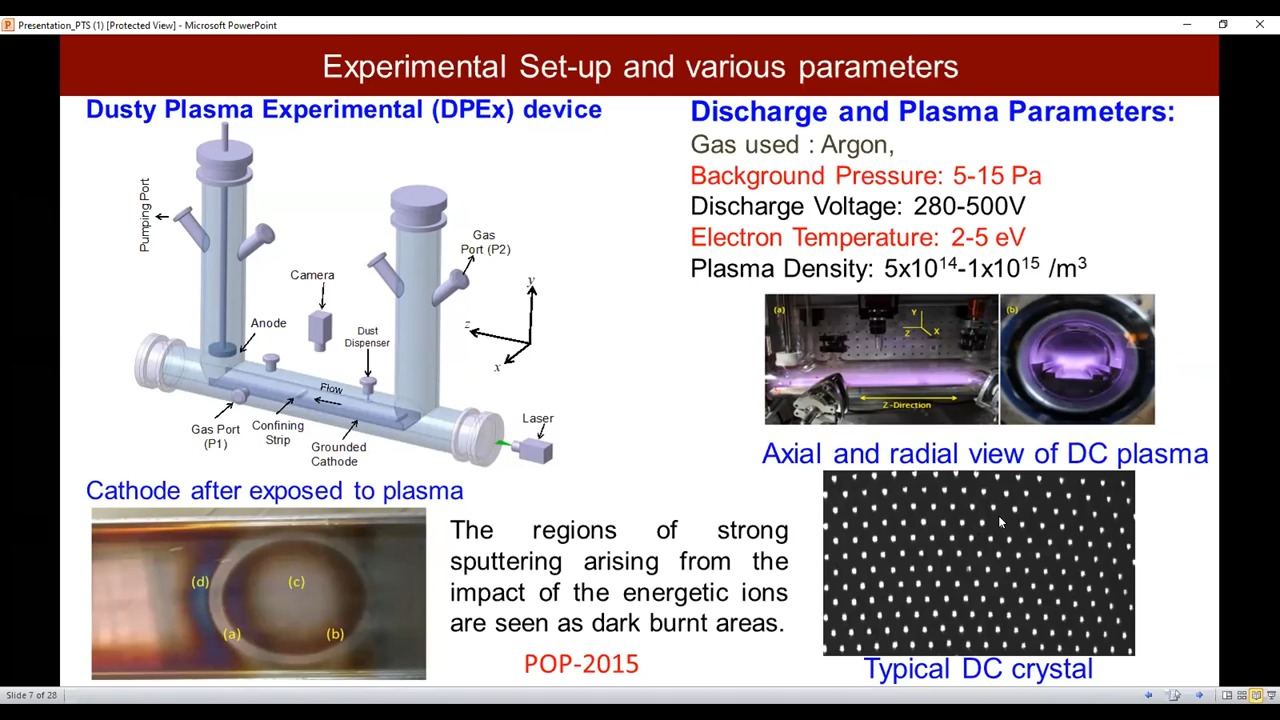 Presentation_PTS (1) [Protected View] - Microsoft PowerPoint
Experimental Set-up and various parameters
Dusty Plasma Experimental (DPEx) device
Pumping Port
Gas
Port (P2)
Camera
y
z
x
Anode
Dust
Dispenser
Flow
Gas Port
(P1)
Confining
Strip
Grounded
Cathode
Laser
Cathode after exposed to plasma
(d)
(c)
(a)
(b)
The regions of strong
sputtering arising from the
impact of the energetic ions
are seen as dark burnt areas.
POP-2015
Discharge and Plasma Parameters:
Gas used : Argon,
Background Pressure: 5-15 Pa
Discharge Voltage: 280-500V
Electron Temperature: 2-5 eV
Plasma Density: 5x10¹⁴-1x10¹⁵ /m³
(a)
Y
Z
X
Z-Direction
(b)
Axial and radial view of DC plasma
Typical DC crystal
Slide 7 of 28